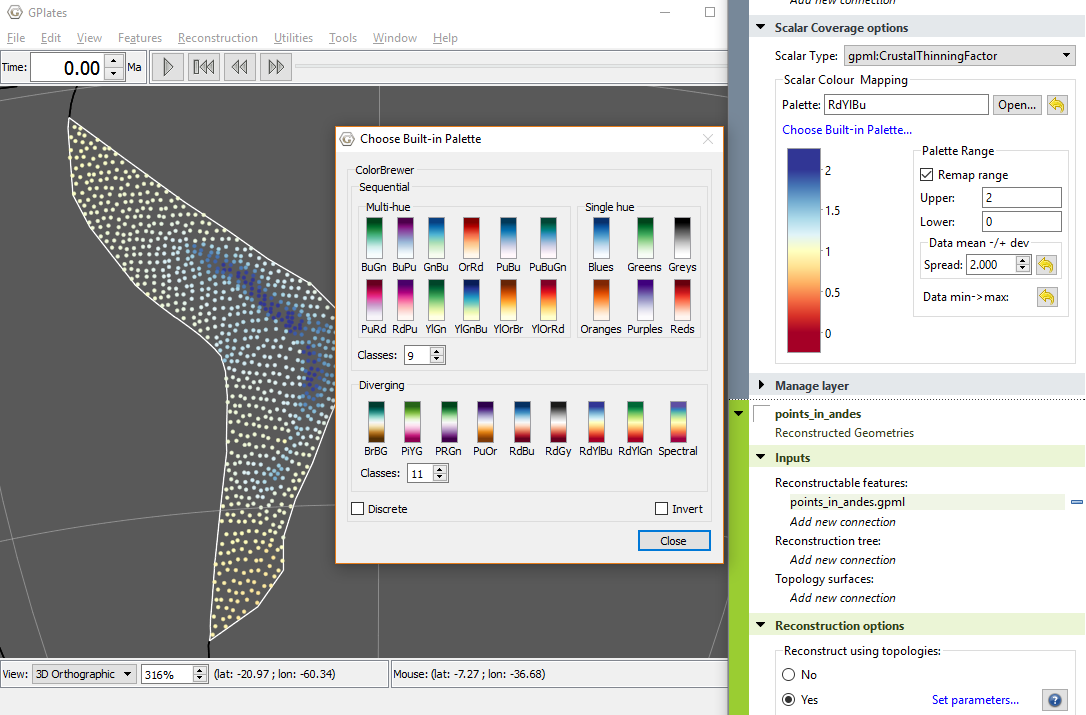 GPlates
File Edit View Features Reconstruction Utilities Tools Window Help
Time: 0.00 Ma
Choose Built-in Palette
ColorBrewer
Sequential
Multi-hue
BuGn BuPu GnBu OrRd PuBu PuBuGn
PuRd RdPu YlGn YlGnBu YlOrBr YlOrRd
Single hue
Blues Greens Greys
Oranges Purples Reds
Classes: 9
Diverging
BrBG PiYG PRGn PuOr RdBu RdGy RdYlBu RdYlGn Spectral
Classes: 11
Discrete
Invert
Close
View: 3D Orthographic 316% (lat: -20.97 ; lon: -60.34) Mouse: (lat: -7.27 ; lon: -36.68)
Add new connection
Scalar Coverage options
Scalar Type: gpml:CrustalThinningFactor
Scalar Colour Mapping
Palette: RdYlBu Open...
Choose Built-in Palette...
2
1.5
1
0.5
0
Palette Range
Remap range
Upper: 2
Lower: 0
Data mean -/+ dev
Spread: 2.000
Data min->max:
Manage layer
points_in_andes
Reconstructed Geometries
Inputs
Reconstructable features:
points_in_andes.gpml
Add new connection
Reconstruction tree:
Add new connection
Topology surfaces:
Add new connection
Reconstruction options
Reconstruct using topologies:
No
Yes Set parameters... ?